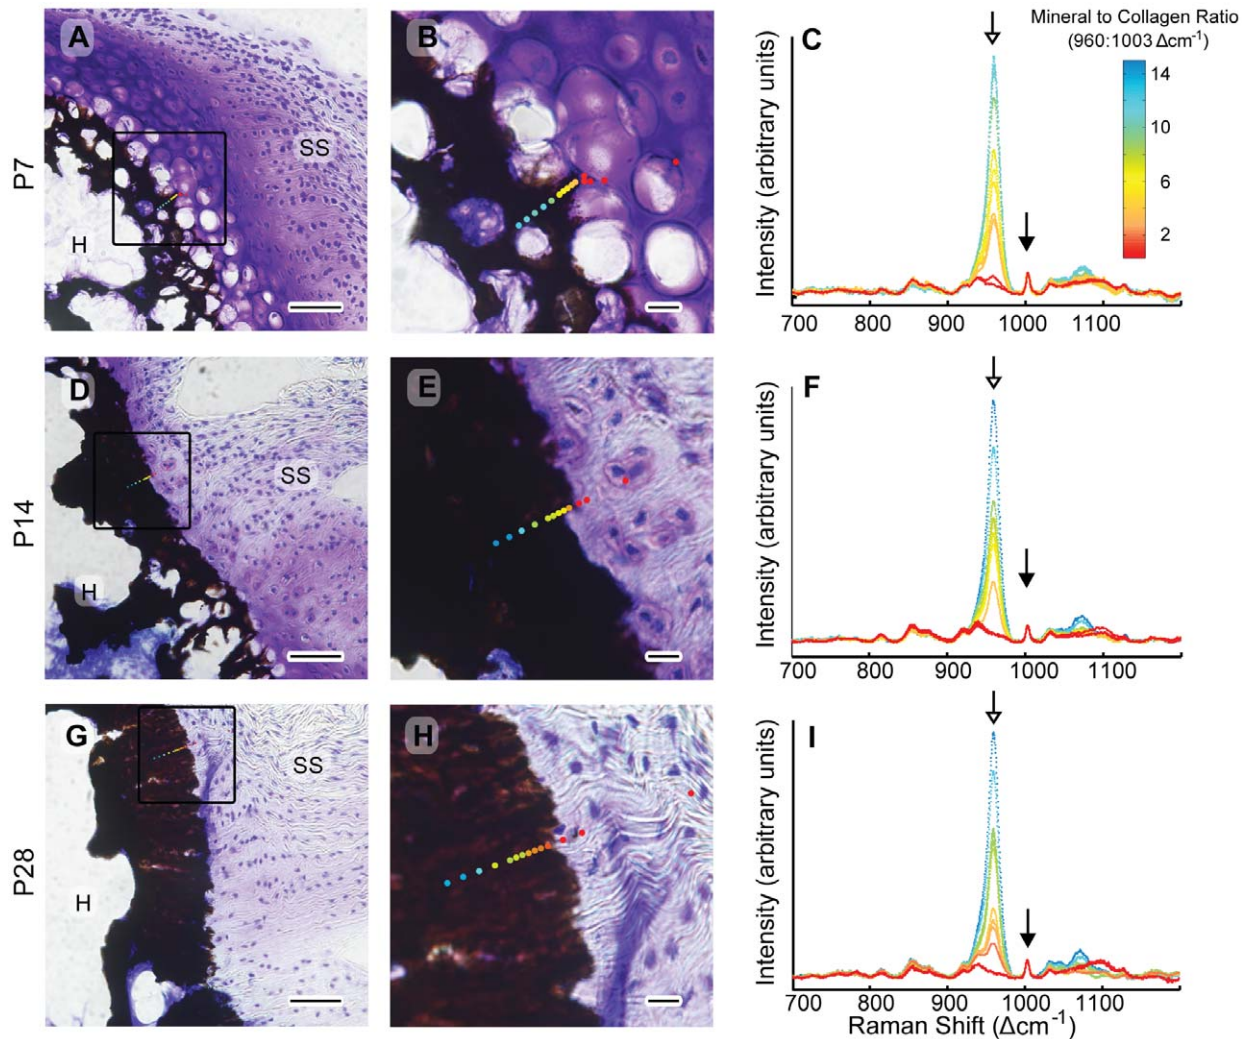 A
SS
H
P7
B
C
Mineral to Collagen Ratio
(960:1003 Δcm-1)
14
10
6
2
Intensity (arbitrary units)
700 800 900 1000 1100
D
SS
H
P14
E
F
Intensity (arbitrary units)
700 800 900 1000 1100
G
SS
H
P28
H
I
Intensity (arbitrary units)
700 800 900 1000 1100
Raman Shift (Δcm-1)